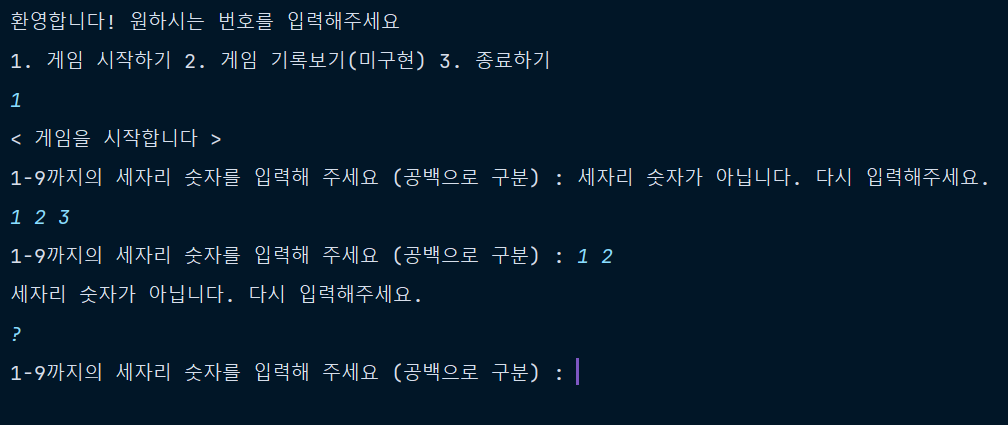 환영합니다! 원하시는 번호를 입력해주세요
1. 게임 시작하기 2. 게임 기록보기(미구현) 3. 종료하기
1
< 게임을 시작합니다 >
1-9까지의 세자리 숫자를 입력해 주세요 (공백으로 구분) : 세자리 숫자가 아닙니다. 다시 입력해주세요.
1 2 3
1-9까지의 세자리 숫자를 입력해 주세요 (공백으로 구분) : 1 2
세자리 숫자가 아닙니다. 다시 입력해주세요.
?
1-9까지의 세자리 숫자를 입력해 주세요 (공백으로 구분) :